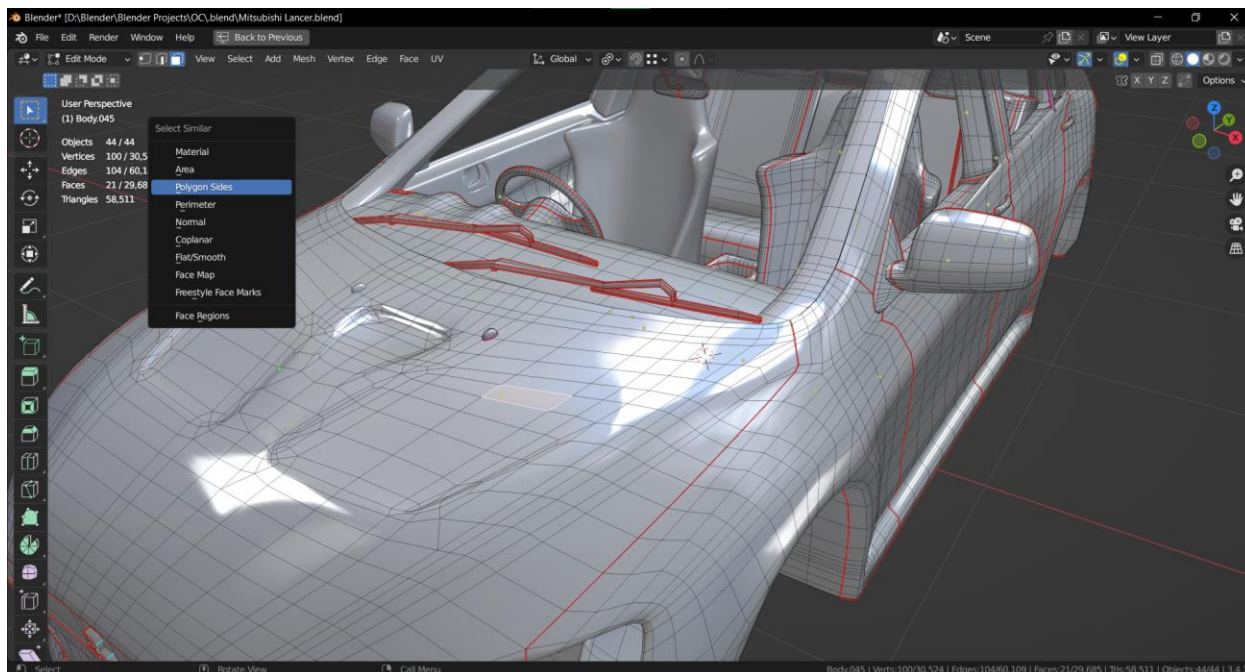 Blender* [D:\Blender\Blender Projects\OC\.blend\Mitsubishi Lancer.blend]
File Edit Render Window Help Back to Previous Scene View Layer
Edit Mode View Select Add Mesh Vertex Edge Face UV Global
X Y Z Options
User Perspective
(1) Body.045
Objects 44 / 44
Vertices 100 / 30,5
Edges 104 / 60,1
Faces 21 / 29,68
Triangles 58,511
Select Similar
Material
Area
Polygon Sides
Perimeter
Normal
Coplanar
Flat/Smooth
Face Map
Freestyle Face Marks
Face Regions
Z
Y
X
Select Rotate View Call Menu Body.045 | Verts:100/30,524 | Edges:104/60,109 | Faces:21/29,685 | Tris:58,511 | Objects:44/44 | 3.4.